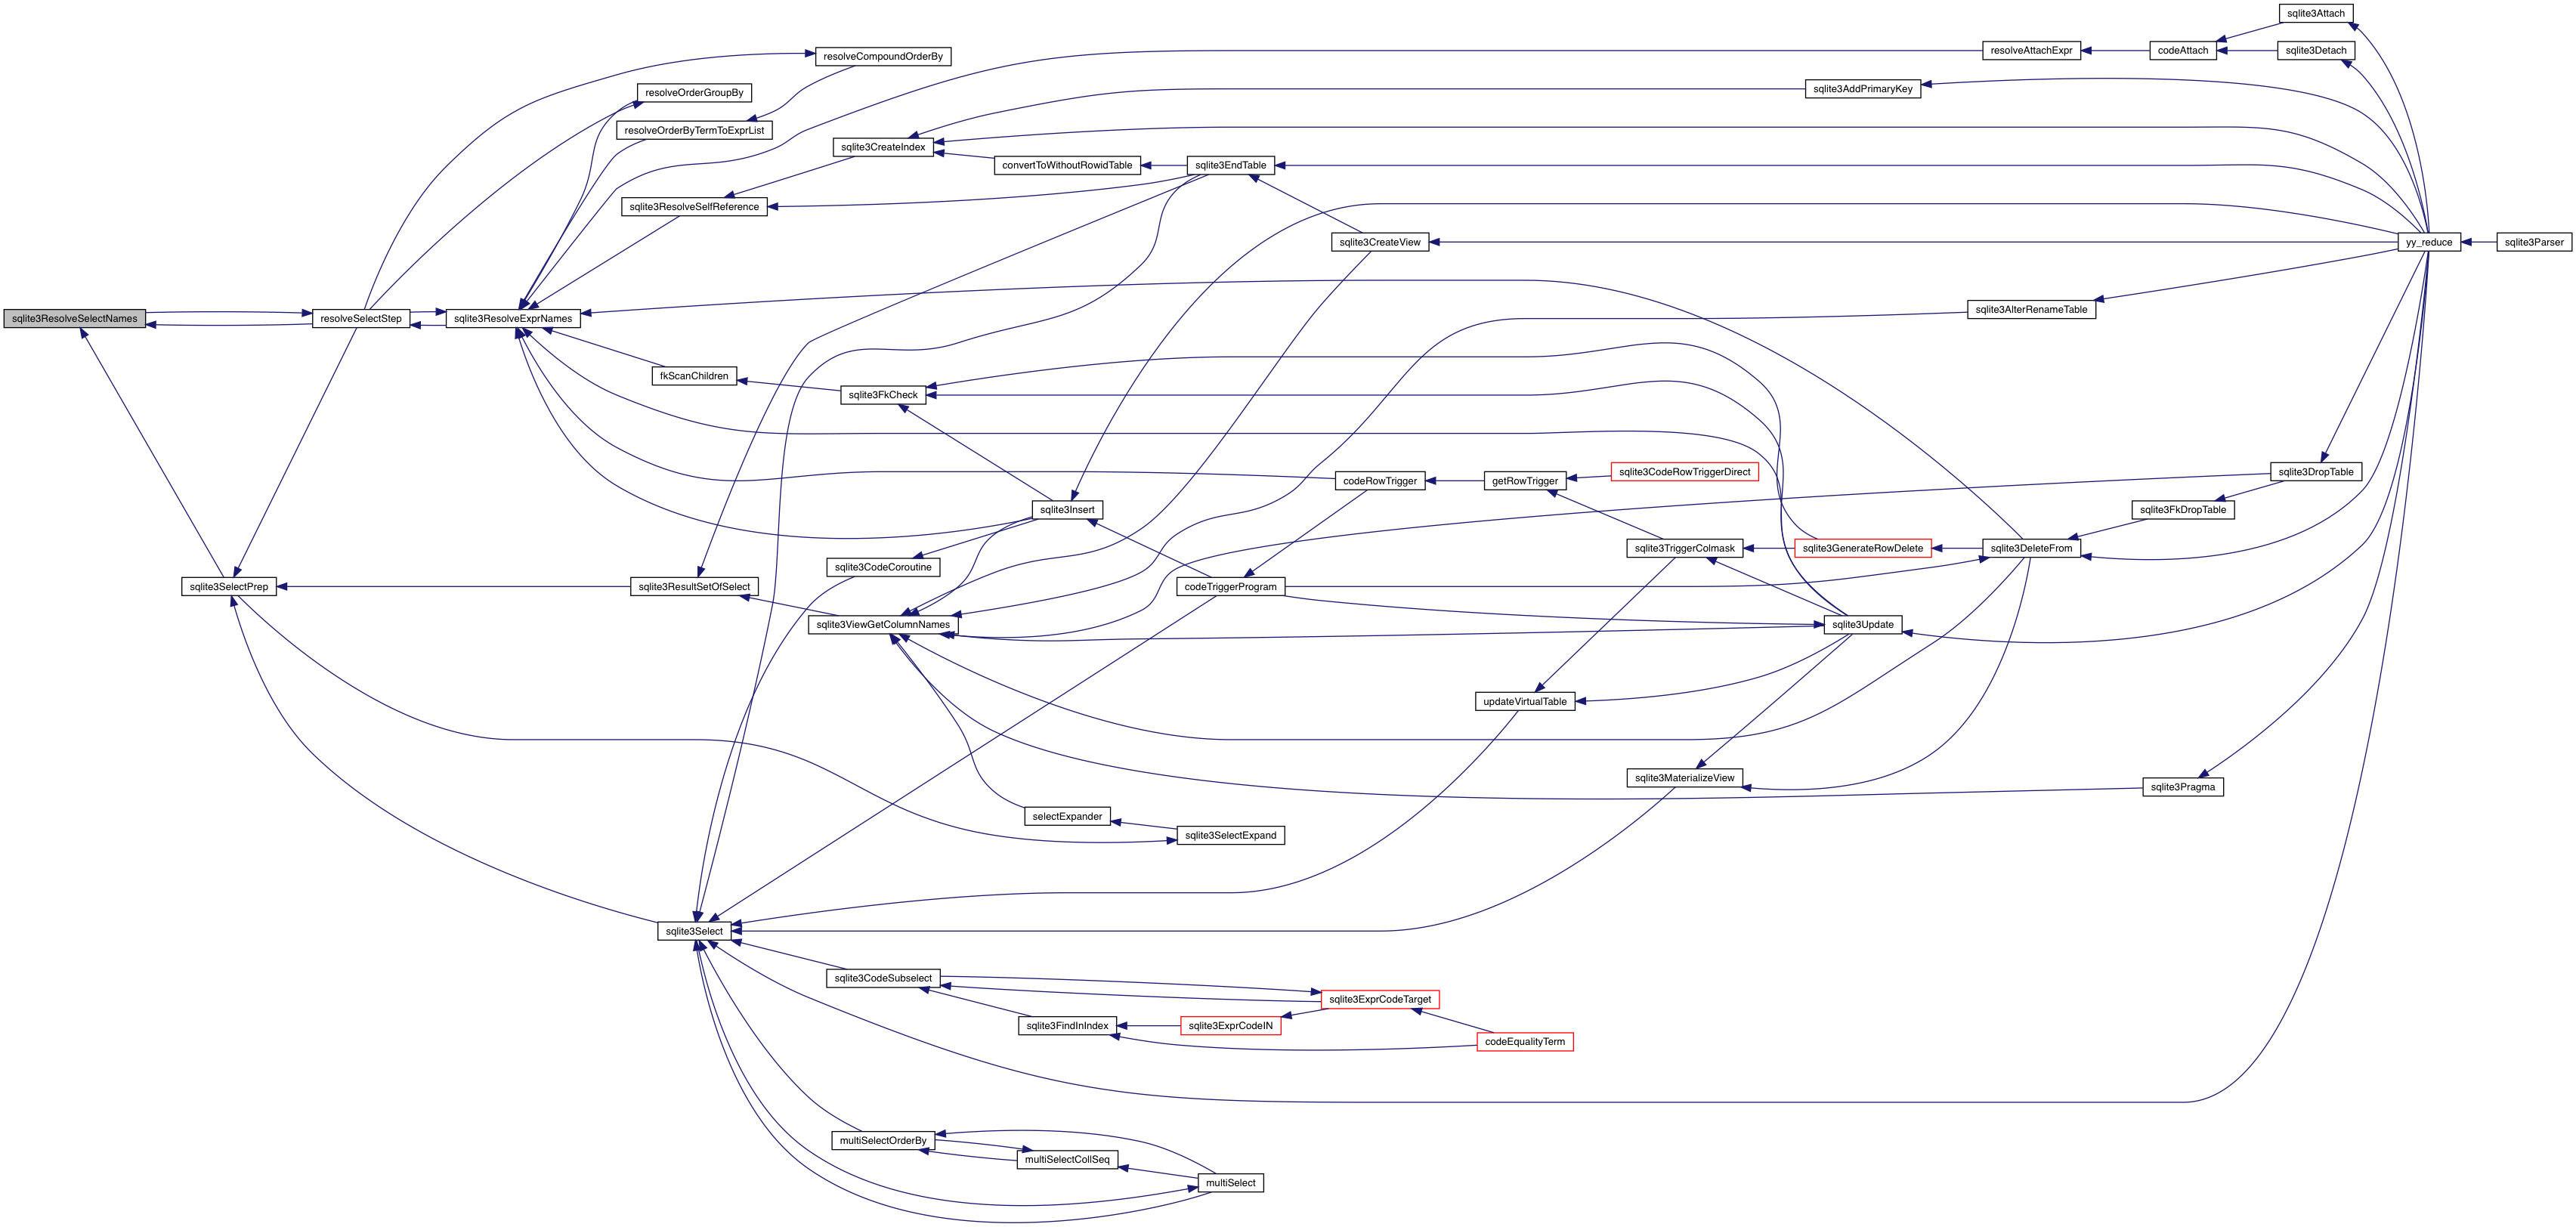 sqlite3Attach
resolveCompoundOrderBy
resolveAttachExpr
codeAttach
sqlite3Detach
resolveOrderGroupBy
sqlite3AddPrimaryKey
resolveOrderByTermToExprList
sqlite3CreateIndex
convertToWithoutRowidTable
sqlite3EndTable
sqlite3ResolveSelfReference
sqlite3CreateView
yy_reduce
sqlite3Parser
sqlite3AlterRenameTable
sqlite3ResolveSelectNames
resolveSelectStep
sqlite3ResolveExprNames
fkScanChildren
sqlite3FkCheck
sqlite3CodeRowTriggerDirect
sqlite3DropTable
codeRowTrigger
getRowTrigger
sqlite3Insert
sqlite3FkDropTable
sqlite3TriggerColmask
sqlite3GenerateRowDelete
sqlite3DeleteFrom
sqlite3CodeCoroutine
sqlite3SelectPrep
sqlite3ResultSetOfSelect
codeTriggerProgram
sqlite3ViewGetColumnNames
sqlite3Update
updateVirtualTable
sqlite3MaterializeView
sqlite3Pragma
selectExpander
sqlite3SelectExpand
sqlite3Select
sqlite3CodeSubselect
sqlite3ExprCodeTarget
sqlite3FindInIndex
sqlite3ExprCodeIN
codeEqualityTerm
multiSelectOrderBy
multiSelectCollSeq
multiSelect